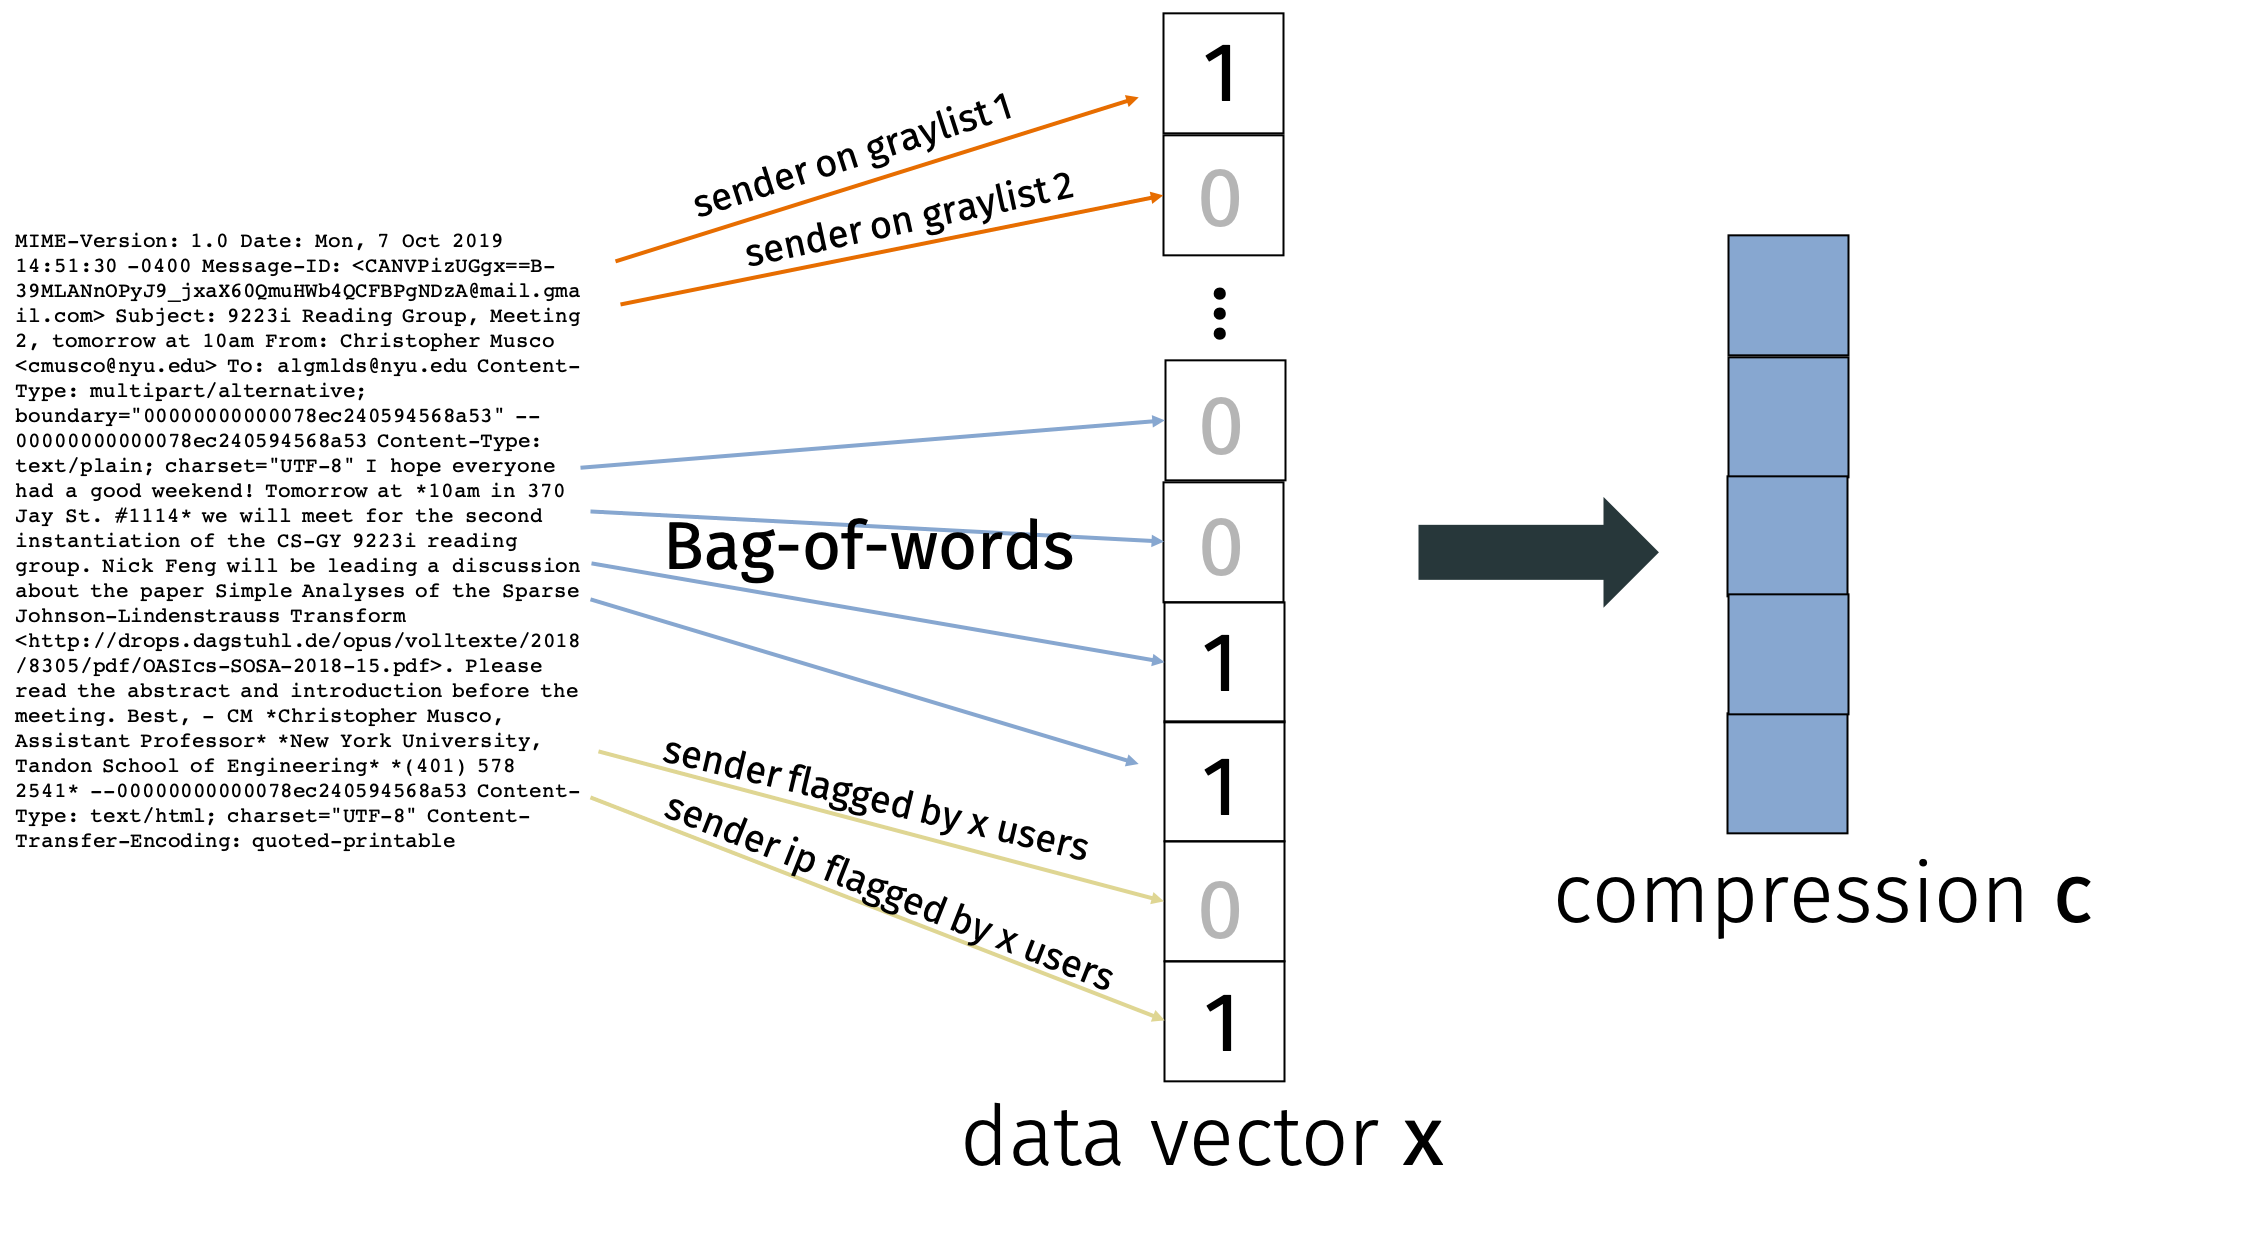 MIME-Version: 1.0 Date: Mon, 7 Oct 2019
14:51:30 -0400 Message-ID: <CANVPizUGgx==B-
39MLANnOPyJ9_jxaX60QmuHWb4QCFBPgNDzA@mail.gma
il.com> Subject: 9223i Reading Group, Meeting
2, tomorrow at 10am From: Christopher Musco
<cmusco@nyu.edu> To: algmlds@nyu.edu Content-
Type: multipart/alternative;
boundary="00000000000078ec240594568a53" --
00000000000078ec240594568a53 Content-Type:
text/plain; charset="UTF-8" I hope everyone
had a good weekend! Tomorrow at *10am in 370
Jay St. #1114* we will meet for the second
instantiation of the CS-GY 9223i reading
group. Nick Feng will be leading a discussion
about the paper Simple Analyses of the Sparse
Johnson-Lindenstrauss Transform
<http://drops.dagstuhl.de/opus/volltexte/2018
/8305/pdf/OASIcs-SOSA-2018-15.pdf>. Please
read the abstract and introduction before the
meeting. Best, - CM *Christopher Musco,
Assistant Professor* *New York University,
Tandon School of Engineering* *(401) 578
2541* --00000000000078ec240594568a53 Content-
Type: text/html; charset="UTF-8" Content-
Transfer-Encoding: quoted-printable
sender on graylist 1
sender on graylist 2
Bag-of-words
sender flagged by x users
sender ip flagged by x users
1
0
0
0
1
1
0
1
data vector x
compression c